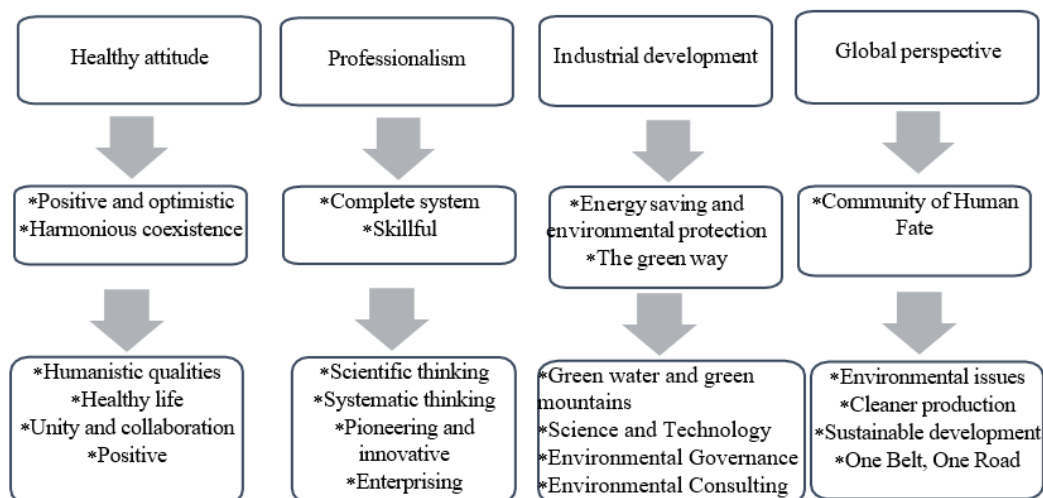 Healthy attitude
Professionalism
Industrial development
Global perspective
*Positive and optimistic
*Harmonious coexistence
*Complete system
*Skillful
*Energy saving and
environmental protection
*The green way
*Community of Human
Fate
*Humanistic qualities
*Healthy life
*Unity and collaboration
*Positive
*Scientific thinking
*Systematic thinking
*Pioneering and
innovative
*Enterprising
*Green water and green
mountains
*Science and Technology
*Environmental Governance
*Environmental Consulting
*Environmental issues
*Cleaner production
*Sustainable development
*One Belt, One Road